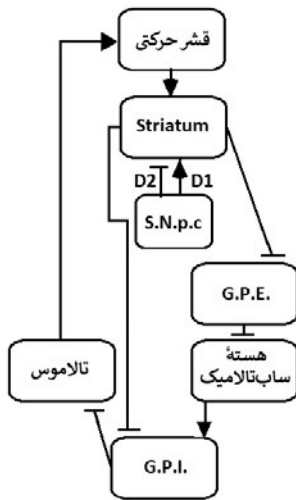 قشر حرکتی
Striatum
D2
D1
S.N.p.c
G.P.E.
تالاموس
هستهٔ
ساب‌تالامیک
G.P.I.